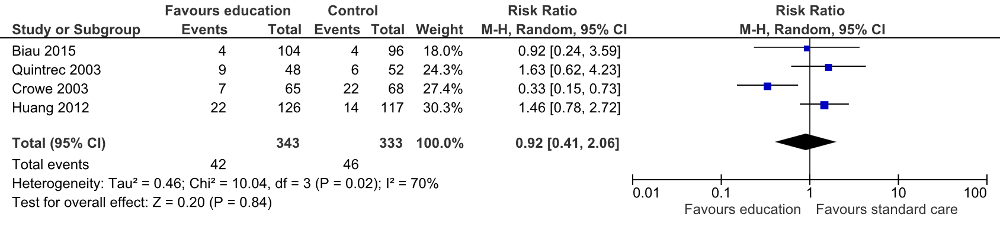 Favours education Control Risk Ratio Risk Ratio
Study or Subgroup Events Total Events Total Weight M-H, Random, 95% CI M-H, Random, 95% CI
Biau 2015 4 104 4 96 18.0% 0.92 [0.24, 3.59]
Quintrec 2003 9 48 6 52 24.3% 1.63 [0.62, 4.23]
Crowe 2003 7 65 22 68 27.4% 0.33 [0.15, 0.73]
Huang 2012 22 126 14 117 30.3% 1.46 [0.78, 2.72]
Total (95% CI) 343 333 100.0% 0.92 [0.41, 2.06]
Total events 42 46
Heterogeneity: Tau² = 0.46; Chi² = 10.04, df = 3 (P = 0.02); I² = 70%
Test for overall effect: Z = 0.20 (P = 0.84)
0.01 0.1 1 10 100
Favours education Favours standard care